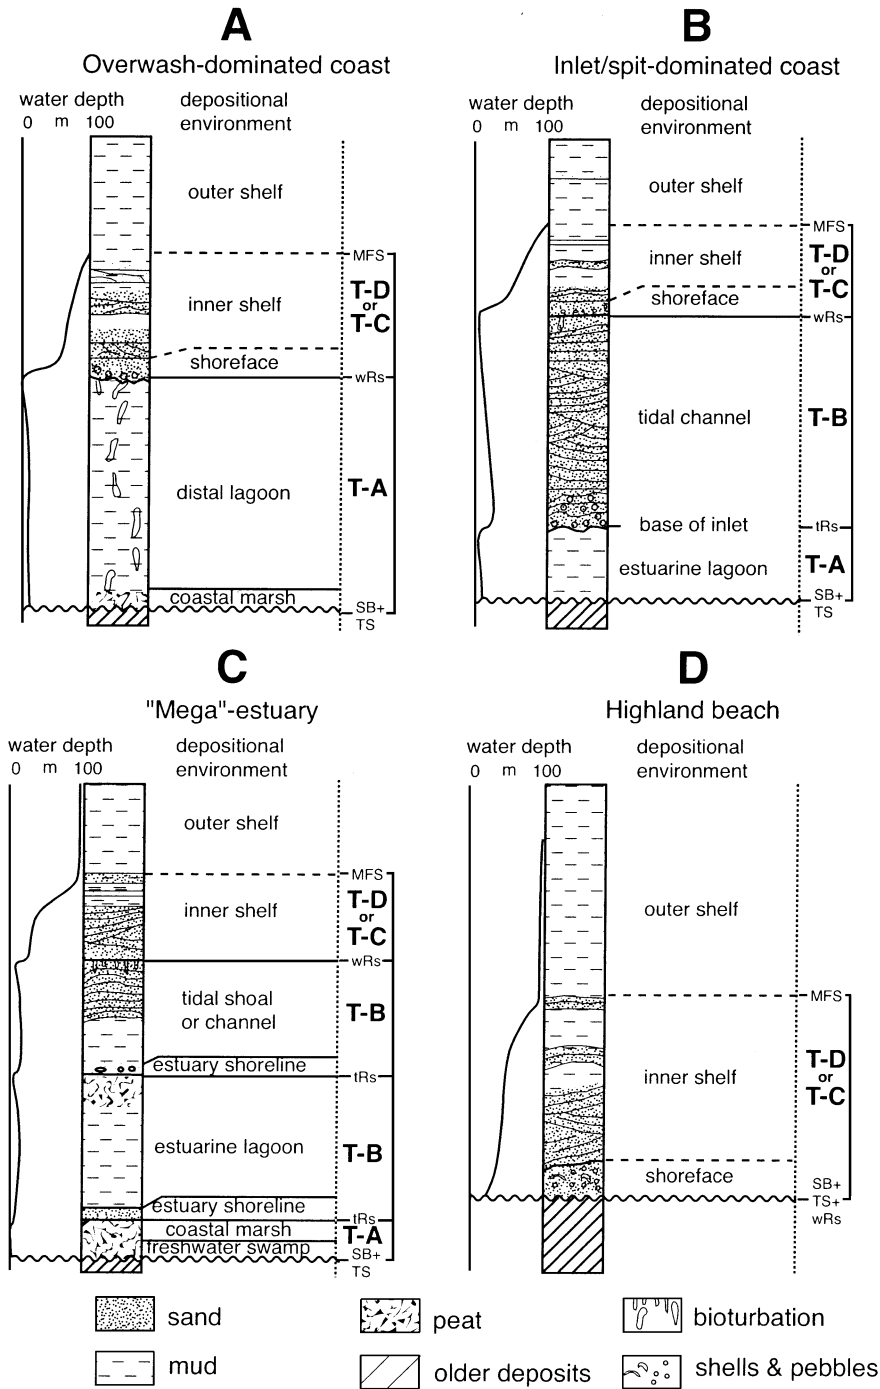 A
Overwash-dominated coast
water depth
0 m 100
depositional
environment
outer shelf
MFS
inner shelf
T-D
or
T-C
shoreface
wRs
distal lagoon
T-A
coastal marsh
SB+
TS
B
Inlet/spit-dominated coast
water depth
0 m 100
depositional
environment
outer shelf
MFS
inner shelf
T-D
or
T-C
shoreface
wRs
tidal channel
T-B
base of inlet
tRs
estuarine lagoon
T-A
SB+
TS
C
"Mega"-estuary
water depth
0 m 100
depositional
environment
outer shelf
MFS
inner shelf
T-D
or
T-C
wRs
tidal shoal
or channel
T-B
estuary shoreline
tRs
estuarine lagoon
T-B
estuary shoreline
tRs
coastal marsh
T-A
freshwater swamp
SB+
TS
D
Highland beach
water depth
0 m 100
depositional
environment
outer shelf
MFS
inner shelf
T-D
or
T-C
shoreface
SB+
TS+
wRs
sand
peat
bioturbation
mud
older deposits
shells & pebbles